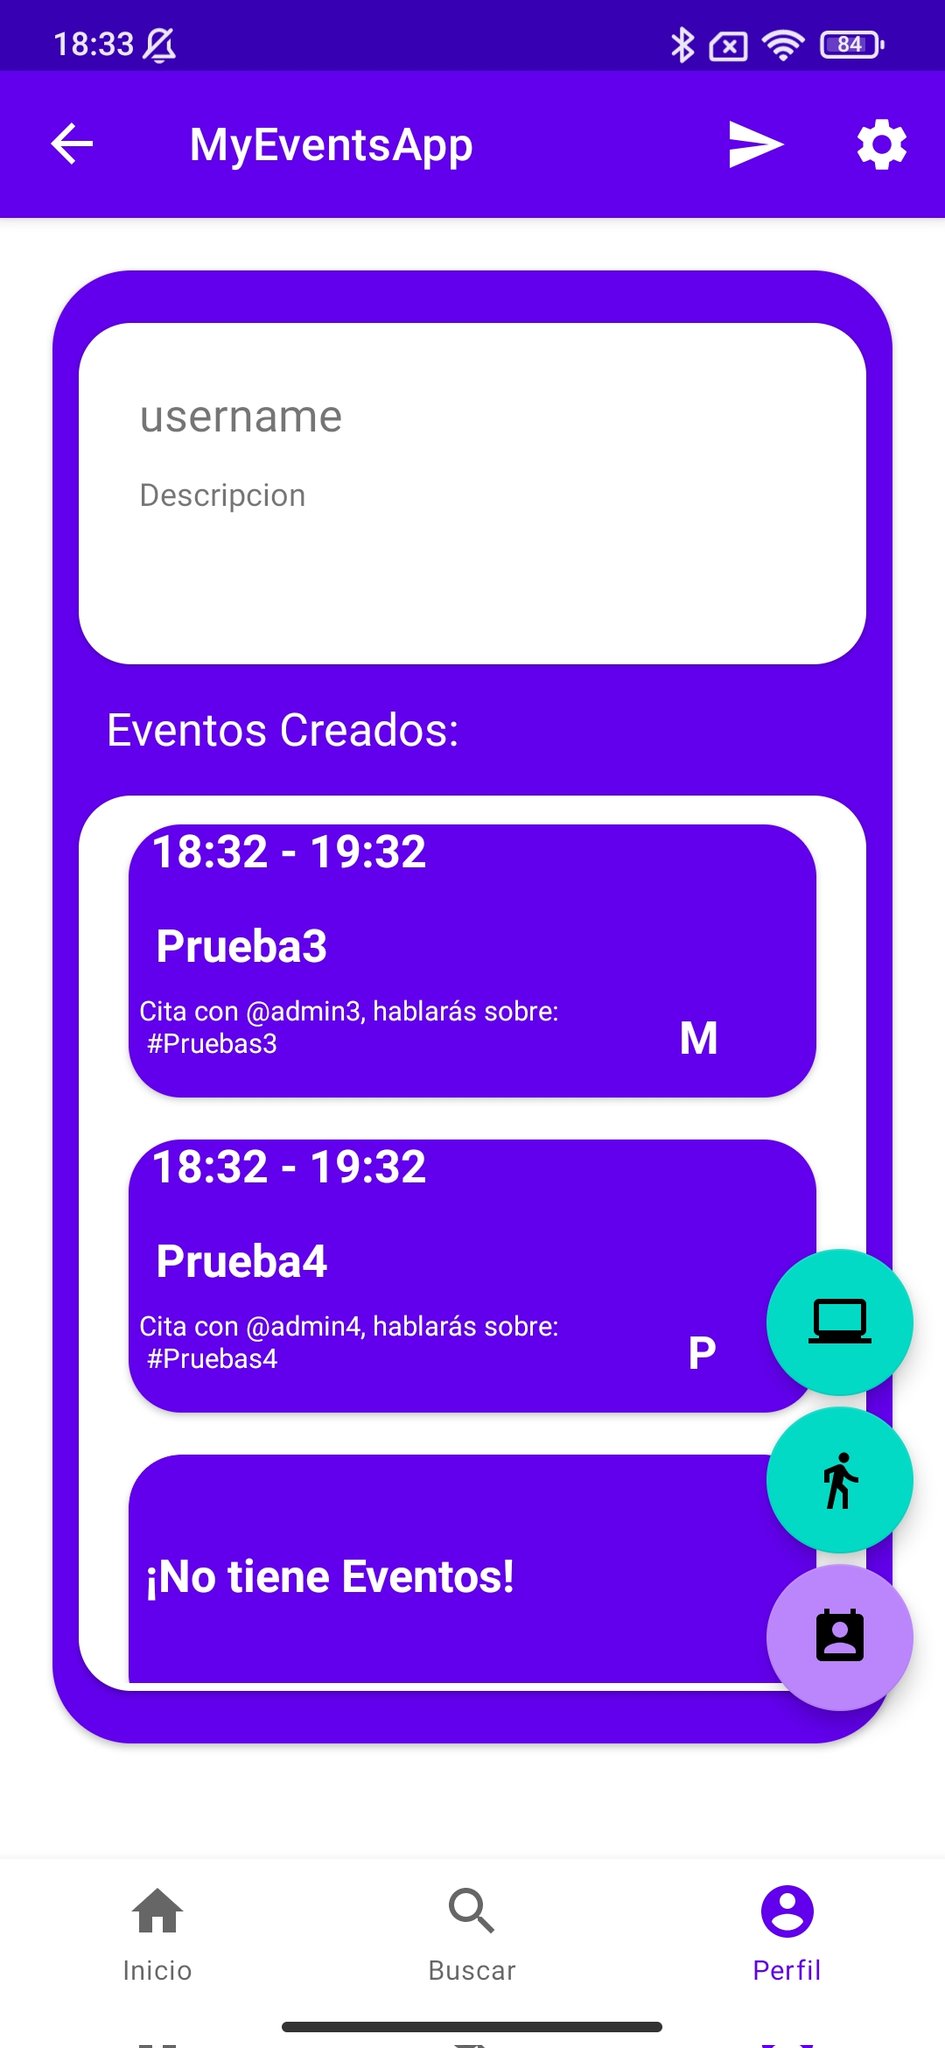 18:33
84
MyEventsApp
username
Descripcion
Eventos Creados:
18:32 - 19:32
Prueba3
Cita con @admin3, hablarás sobre:
#Pruebas3
M
18:32 - 19:32
Prueba4
Cita con @admin4, hablarás sobre:
#Pruebas4
P
¡No tiene Eventos!
Inicio
Buscar
Perfil